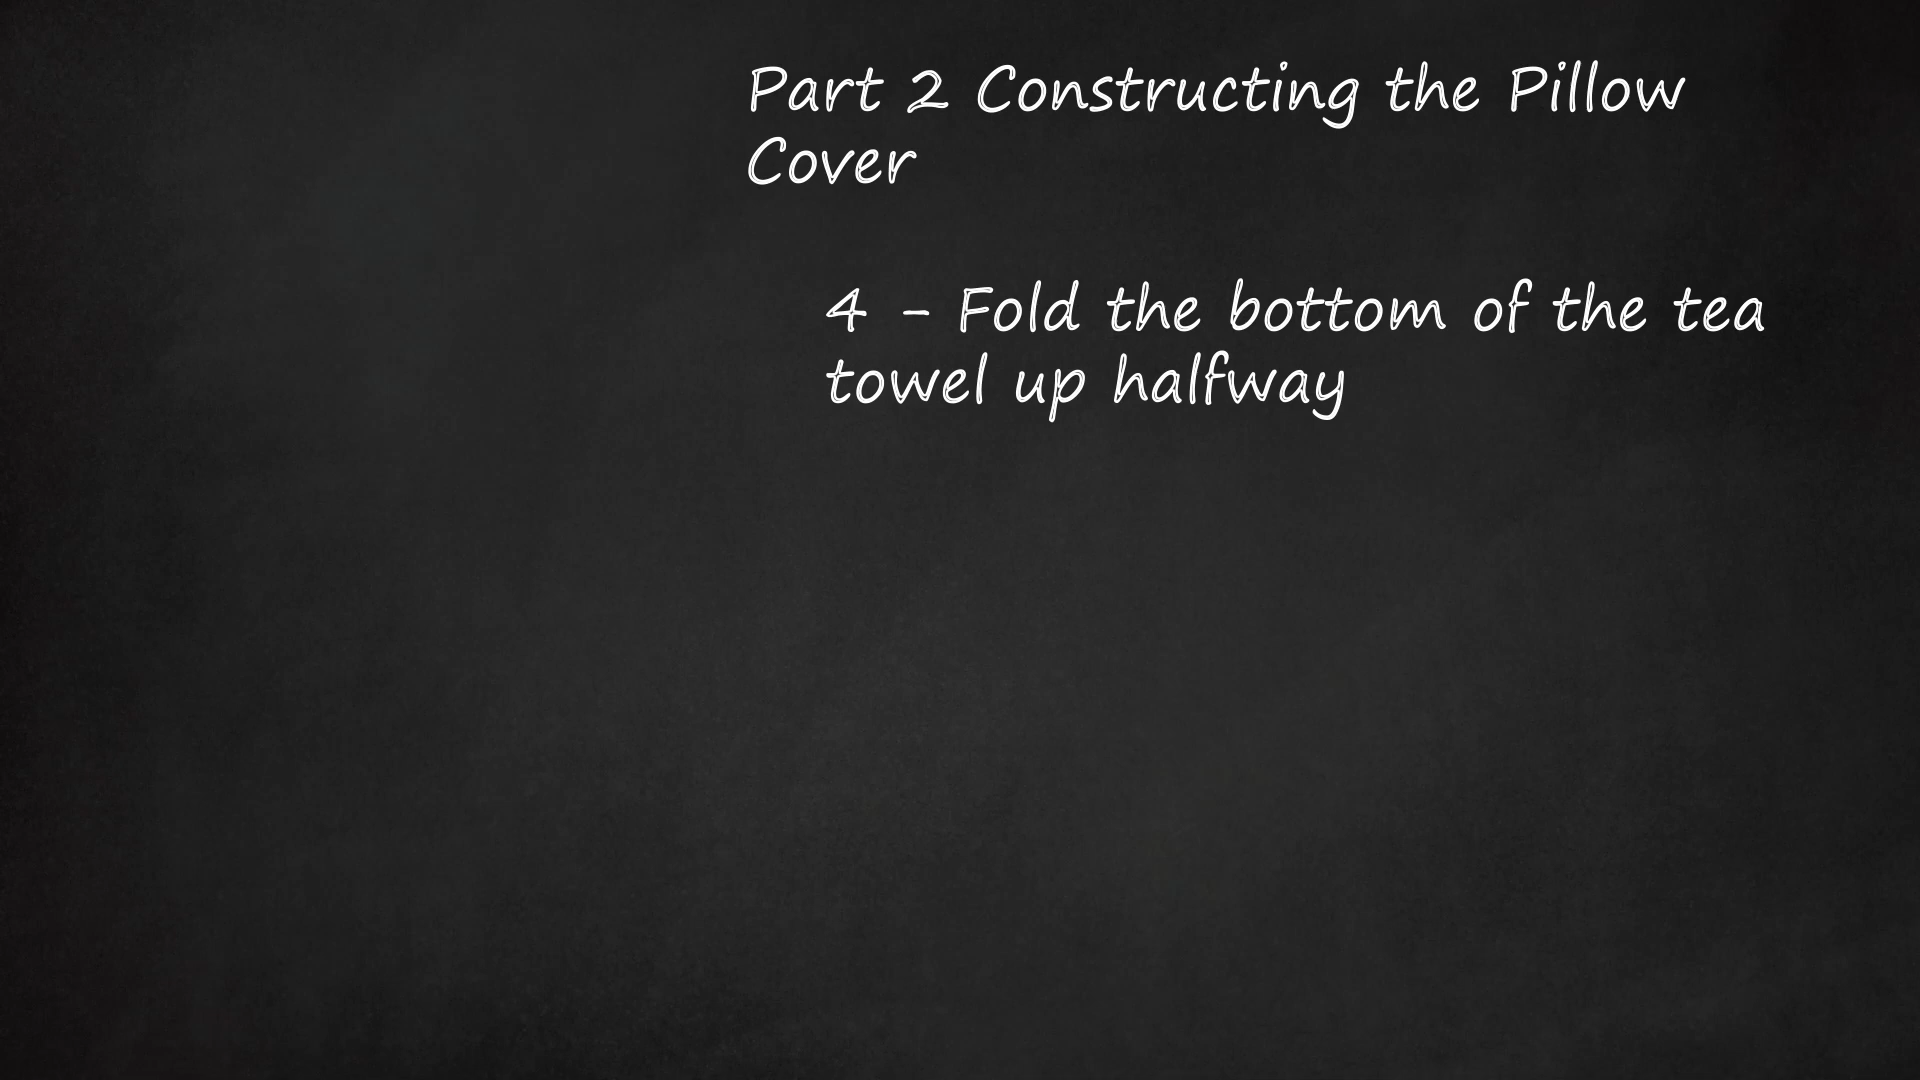 Part 2 Constructing the Pillow
Cover
4 - Fold the bottom of the tea
towel up halfway